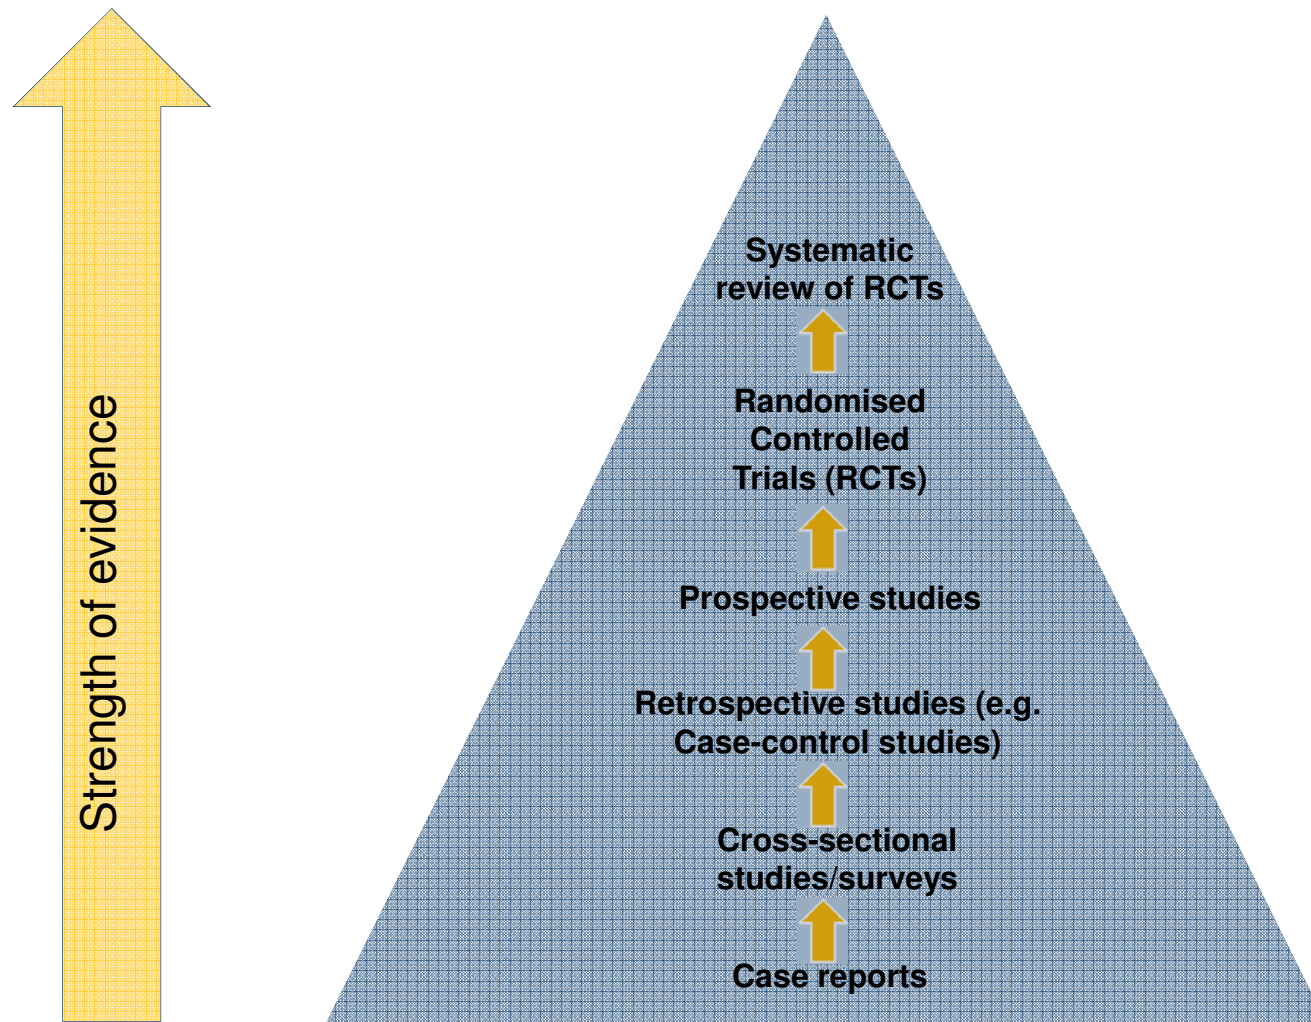 Strength of evidence
Systematic
review of RCTs
Randomised
Controlled
Trials (RCTs)
Prospective studies
Retrospective studies (e.g.
Case-control studies)
Cross-sectional
studies/surveys
Case reports